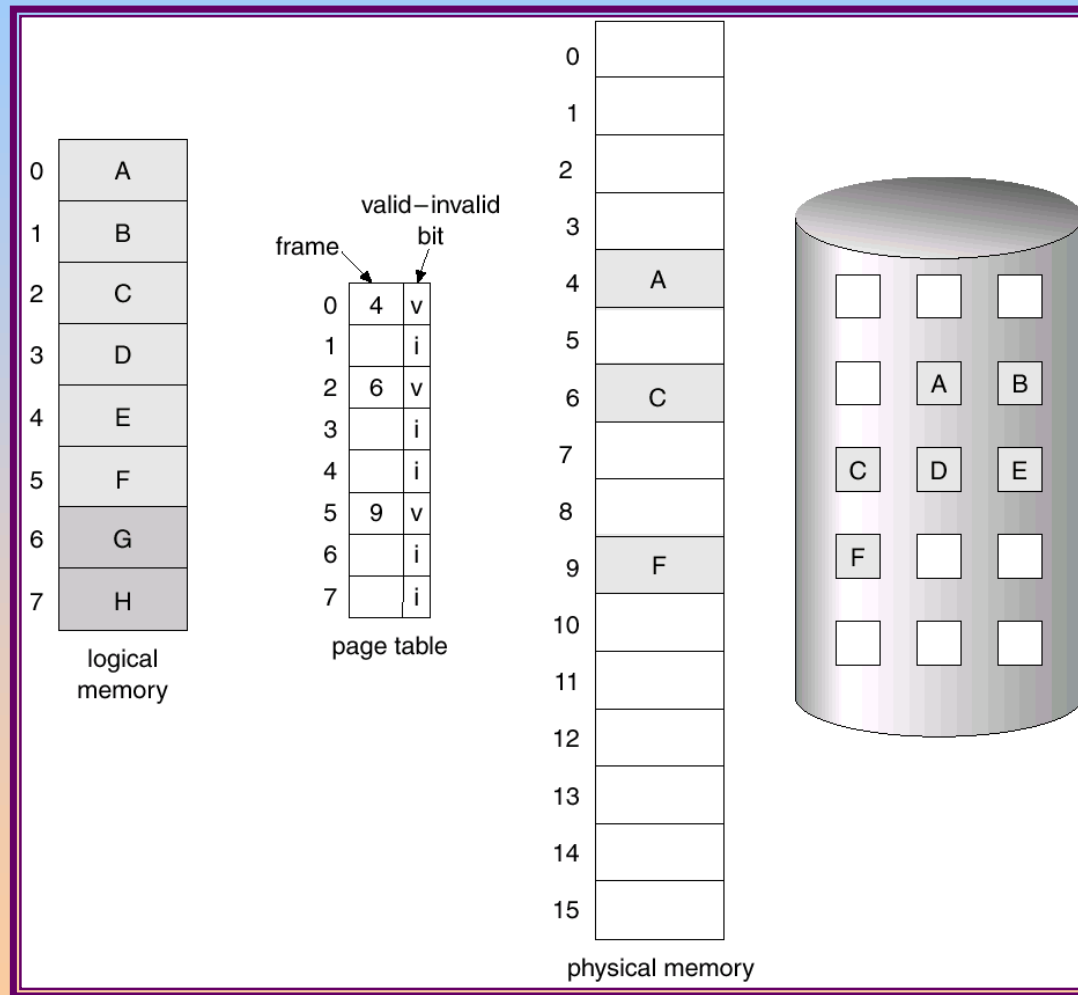 0 A
1 B
2 C
3 D
4 E
5 F
6 G
7 H
logical
memory
valid–invalid
bit
frame
0 4 v
1 i
2 6 v
3 i
4 i
5 9 v
6 i
7 i
page table
0
1
2
3
4 A
5
6 C
7
8
9 F
10
11
12
13
14
15
physical memory
A B
C D E
F